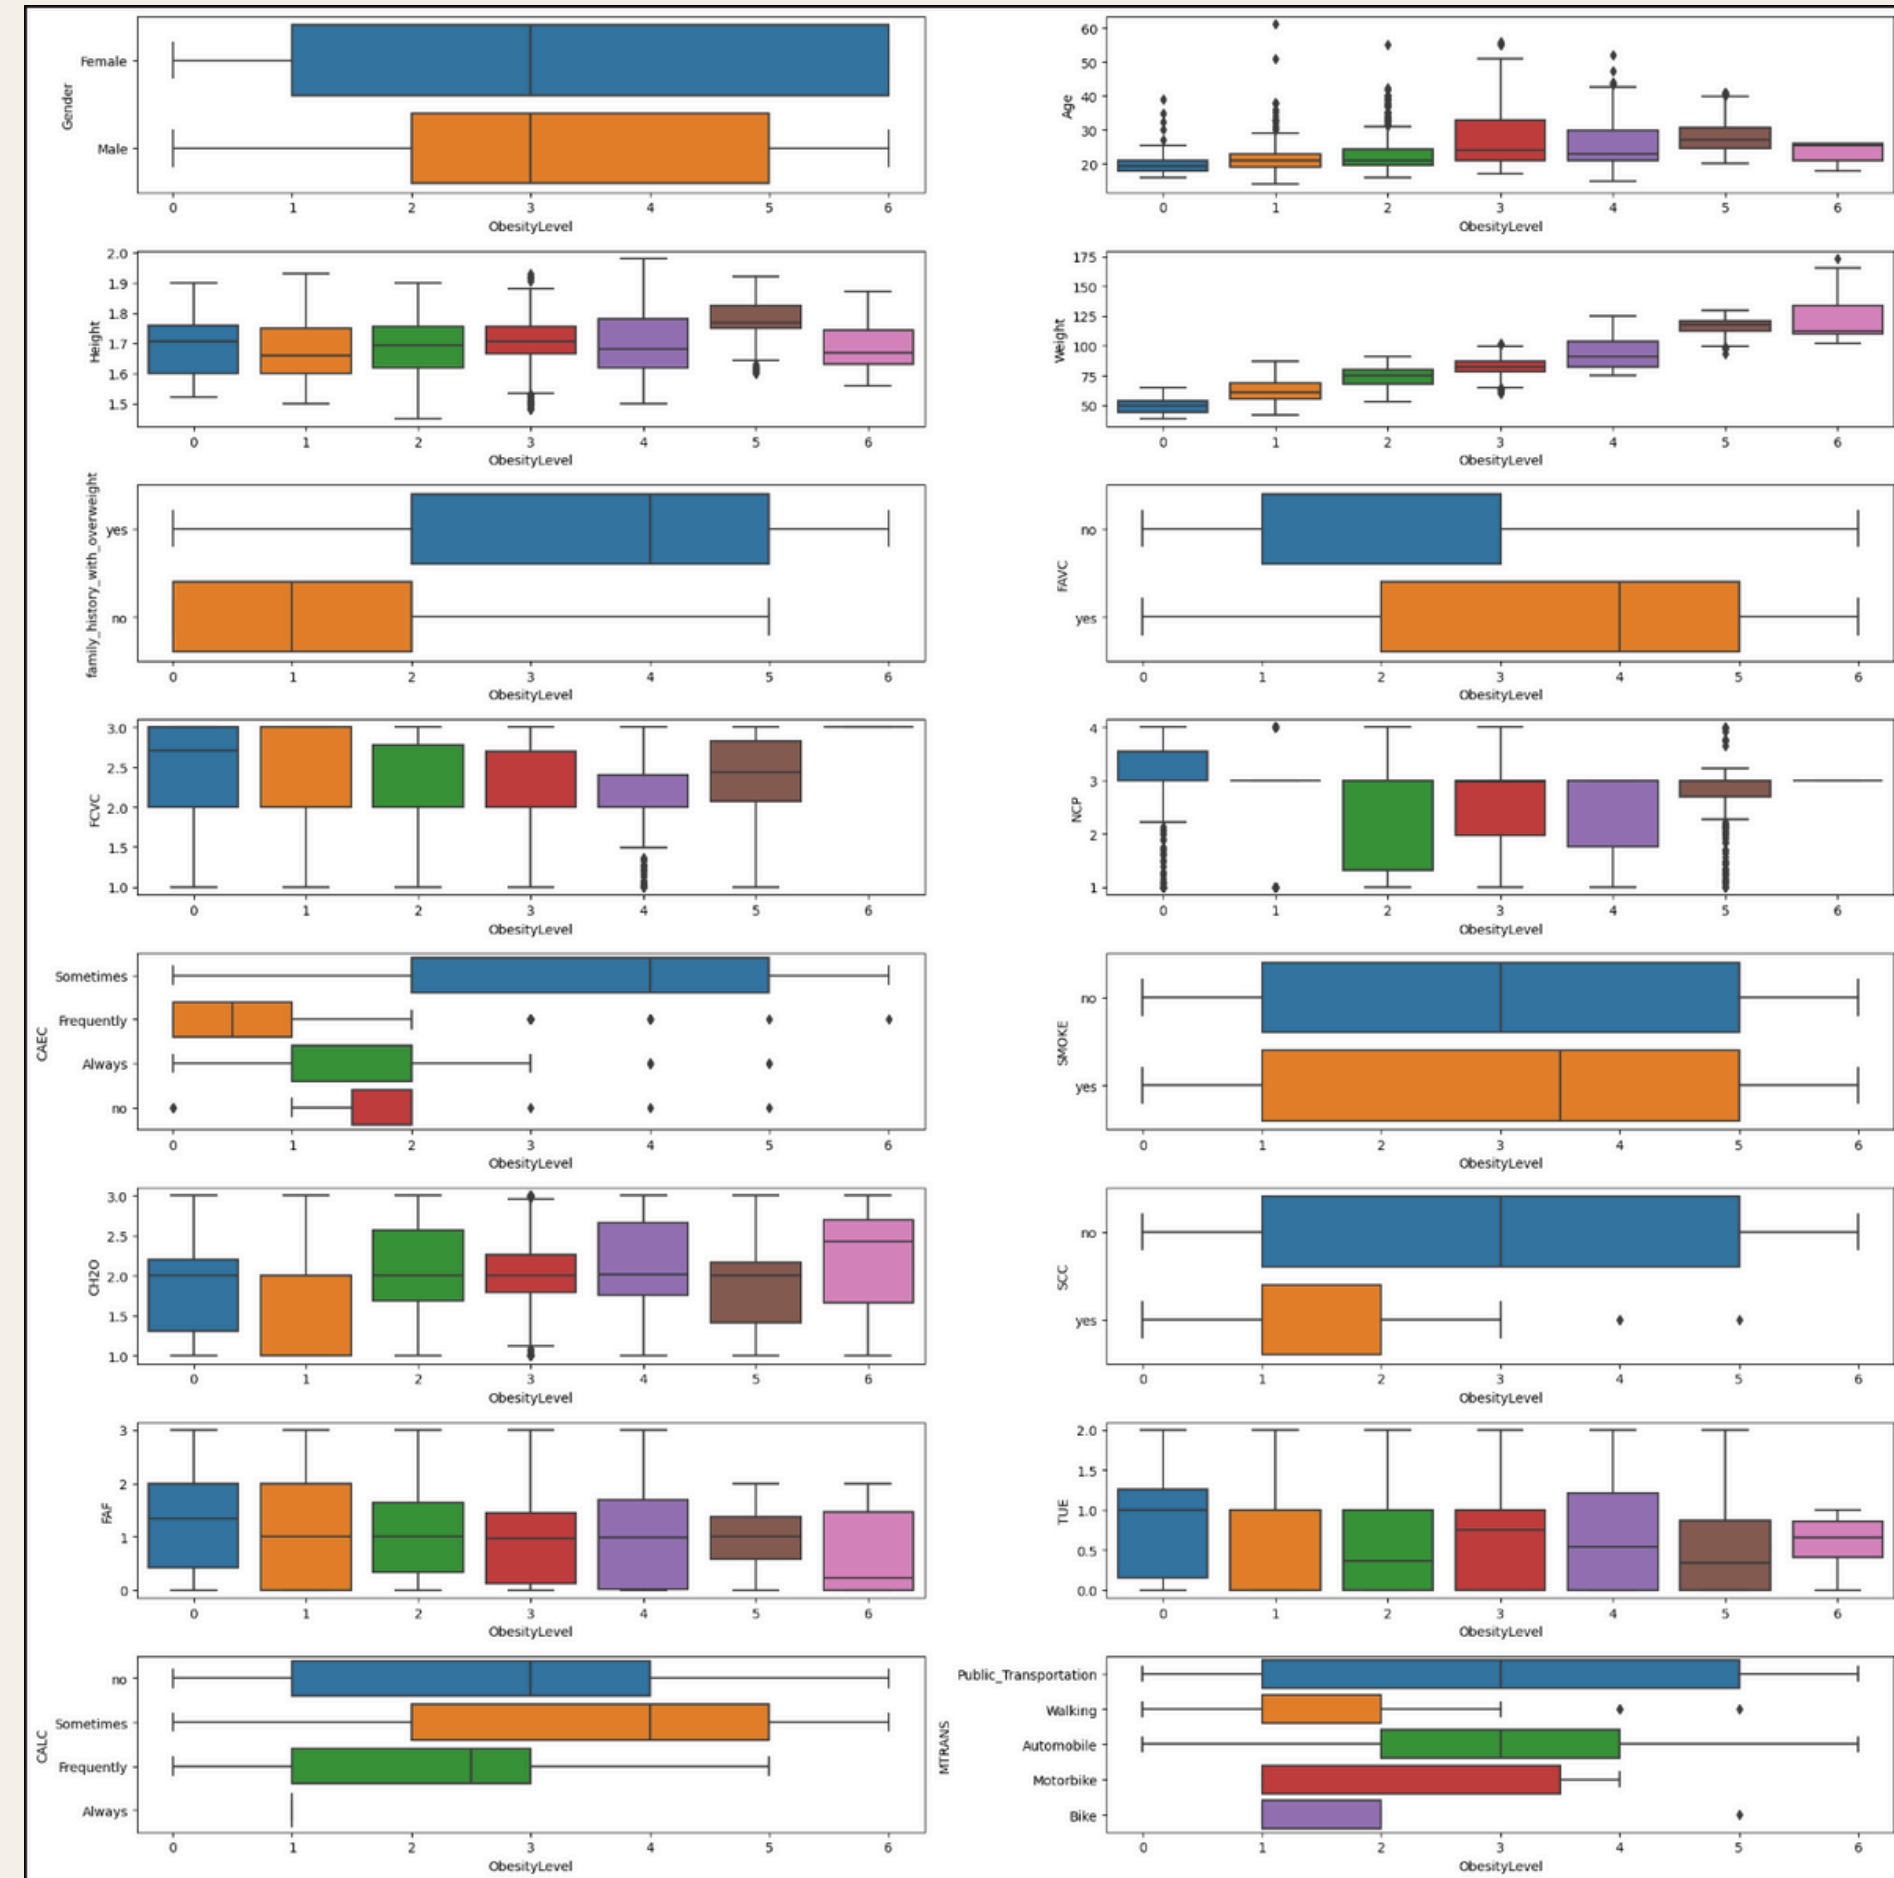 Gender
Female
Male
0 1 2 3 4 5 6
ObesityLevel
Age
60
50
40
30
20
0 1 2 3 4 5 6
ObesityLevel
Height
2.0
1.9
1.8
1.7
1.6
1.5
0 1 2 3 4 5 6
ObesityLevel
Weight
175
150
125
100
75
50
0 1 2 3 4 5 6
ObesityLevel
family_history_with_overweight
yes
no
0 1 2 3 4 5 6
ObesityLevel
FAVC
no
yes
0 1 2 3 4 5 6
ObesityLevel
FCVC
3.0
2.5
2.0
1.5
1.0
0 1 2 3 4 5 6
ObesityLevel
NCP
4
3
2
1
0 1 2 3 4 5 6
ObesityLevel
CAEC
Sometimes
Frequently
Always
no
0 1 2 3 4 5 6
ObesityLevel
SMOKE
no
yes
0 1 2 3 4 5 6
ObesityLevel
CH2O
3.0
2.5
2.0
1.5
1.0
0 1 2 3 4 5 6
ObesityLevel
SCC
no
yes
0 1 2 3 4 5 6
ObesityLevel
FAF
3
2
1
0
0 1 2 3 4 5 6
ObesityLevel
TUE
2.0
1.5
1.0
0.5
0.0
0 1 2 3 4 5 6
ObesityLevel
CALC
no
Sometimes
Frequently
Always
0 1 2 3 4 5 6
ObesityLevel
MTRANS
Public_Transportation
Walking
Automobile
Motorbike
Bike
0 1 2 3 4 5 6
ObesityLevel